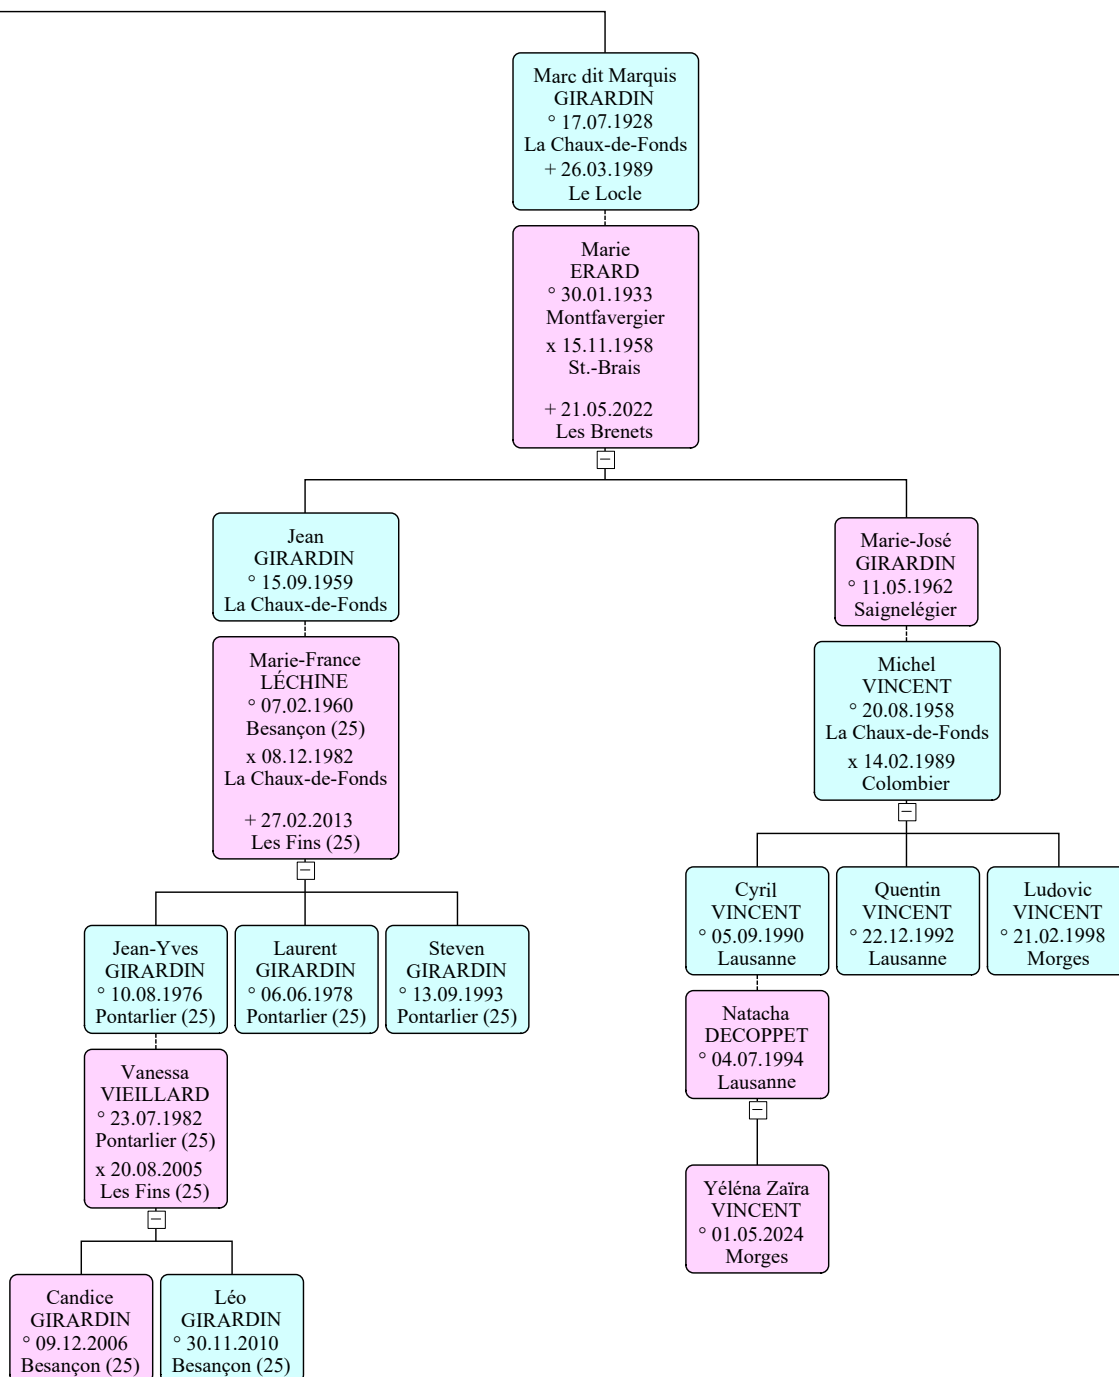 Marc dit Marquis
GIRARDIN
° 17.07.1928
La Chaux-de-Fonds
+ 26.03.1989
Le Locle
Marie
ERARD
° 30.01.1933
Montfavergier
x 15.11.1958
St.-Brais
+ 21.05.2022
Les Brenets
Jean
GIRARDIN
° 15.09.1959
La Chaux-de-Fonds
Marie-France
LÉCHINE
° 07.02.1960
Besançon (25)
x 08.12.1982
La Chaux-de-Fonds
+ 27.02.2013
Les Fins (25)
Marie-José
GIRARDIN
° 11.05.1962
Saignelégier
Michel
VINCENT
° 20.08.1958
La Chaux-de-Fonds
x 14.02.1989
Colombier
Jean-Yves
GIRARDIN
° 10.08.1976
Pontarlier (25)
Laurent
GIRARDIN
° 06.06.1978
Pontarlier (25)
Steven
GIRARDIN
° 13.09.1993
Pontarlier (25)
Vanessa
VIEILLARD
° 23.07.1982
Pontarlier (25)
x 20.08.2005
Les Fins (25)
Candice
GIRARDIN
° 09.12.2006
Besançon (25)
Léo
GIRARDIN
° 30.11.2010
Besançon (25)
Cyril
VINCENT
° 05.09.1990
Lausanne
Quentin
VINCENT
° 22.12.1992
Lausanne
Ludovic
VINCENT
° 21.02.1998
Morges
Natacha
DECOPPET
° 04.07.1994
Lausanne
Yéléna Zaïra
VINCENT
° 01.05.2024
Morges